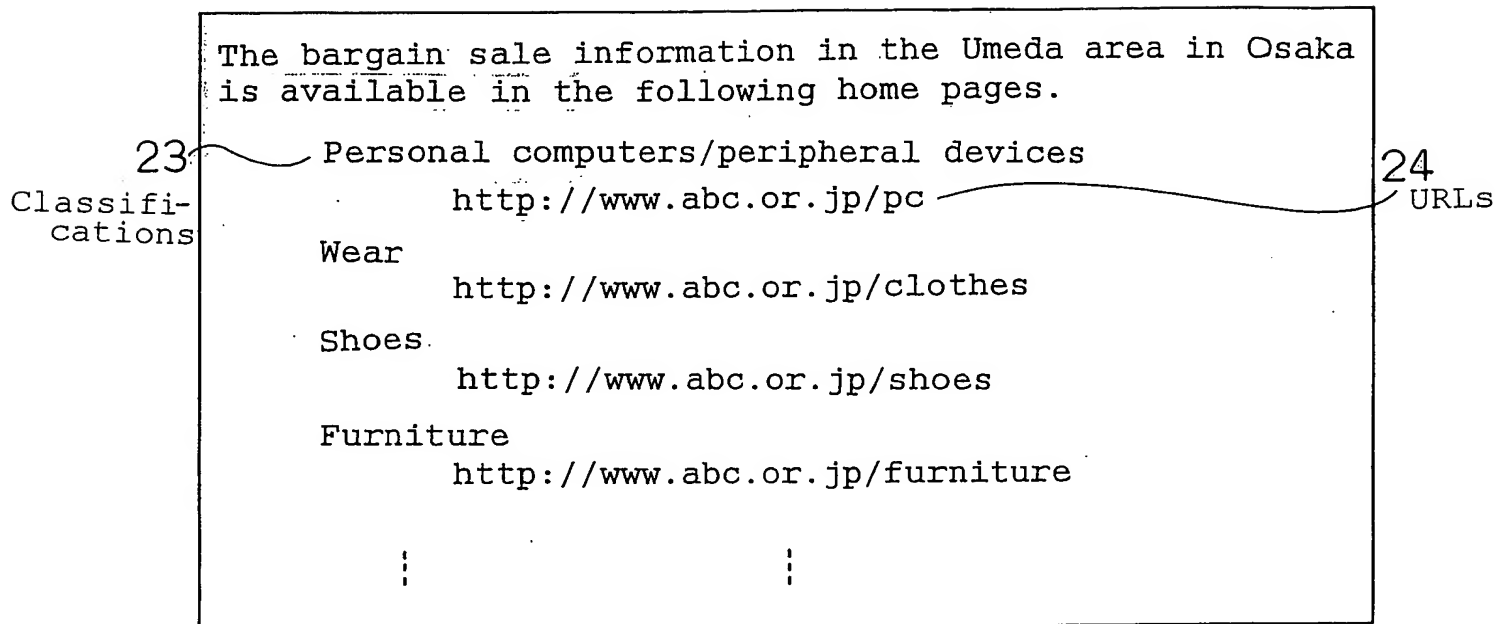 The bargain sale information in the Umeda area in Osaka
is available in the following home pages.
23
Classifi-
cations
Personal computers/peripheral devices
http://www.abc.or.jp/pc
24
URLs
Wear
http://www.abc.or.jp/clothes
Shoes
http://www.abc.or.jp/shoes
Furniture
http://www.abc.or.jp/furniture